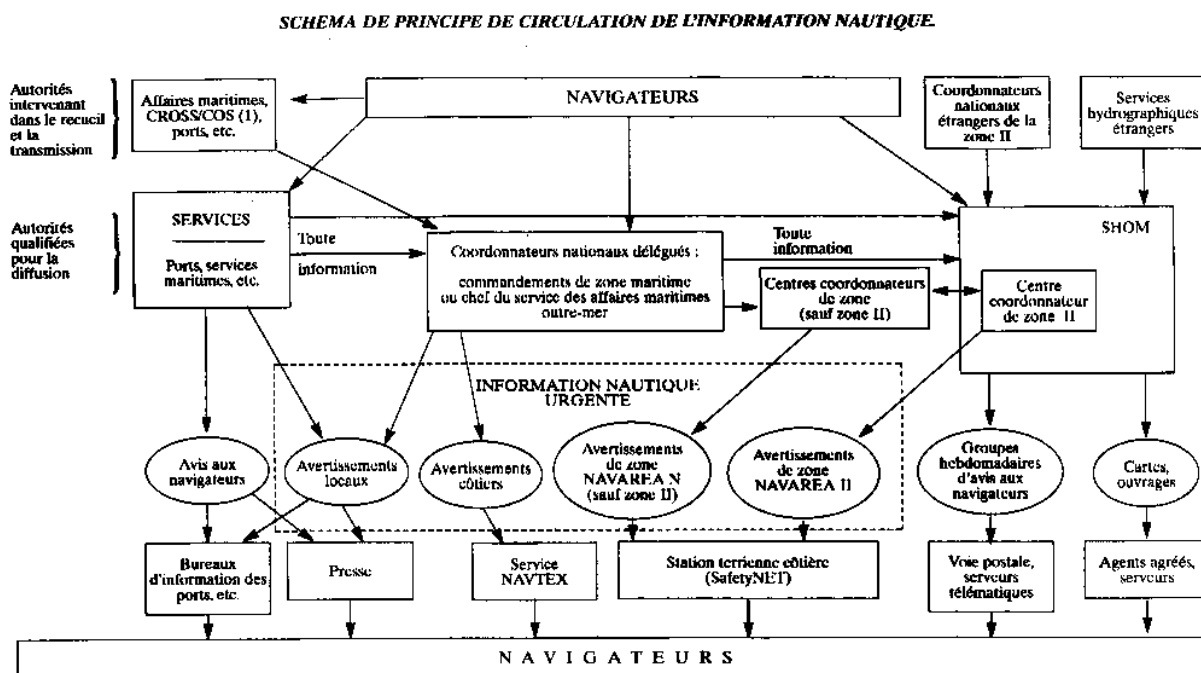 SCHEMA DE PRINCIPE DE CIRCULATION DE L'INFORMATION NAUTIQUE.
Autorités
intervenant
dans le recueil
et la
transmission
Affaires maritimes,
CROSS/COS (1),
ports, etc.
NAVIGATEURS
Coordonnateurs
nationaux
étrangers de la
zone II
Services
hydrographiques
étrangers
Autorités
qualifiées
pour la
diffusion
SERVICES
Ports, services
maritimes, etc.
Toute
information
Coordonnateurs nationaux délégués :
commandements de zone maritime
ou chef du service des affaires maritimes
outre-mer
Toute
information
Centres coordonnateurs
de zone
(sauf zone II)
SHOM
Centre
coordonnateur
de zone II
INFORMATION NAUTIQUE
URGENTE
Avis aux
navigateurs
Avertissements
locaux
Avertissements
côtiers
Avertissements
de zone
NAVAREA N
(sauf zone II)
Avertissements
de zone
NAVAREA II
Groupes
hebdomadaires
d'avis aux
navigateurs
Cartes,
ouvrages
Bureaux
d'information des
ports, etc.
Presse
Service
NAVTEX
Station terrienne côtière
(SafetyNET)
Voie postale,
serveurs
télématiques
Agents agréés,
serveurs
NAVIGATEURS